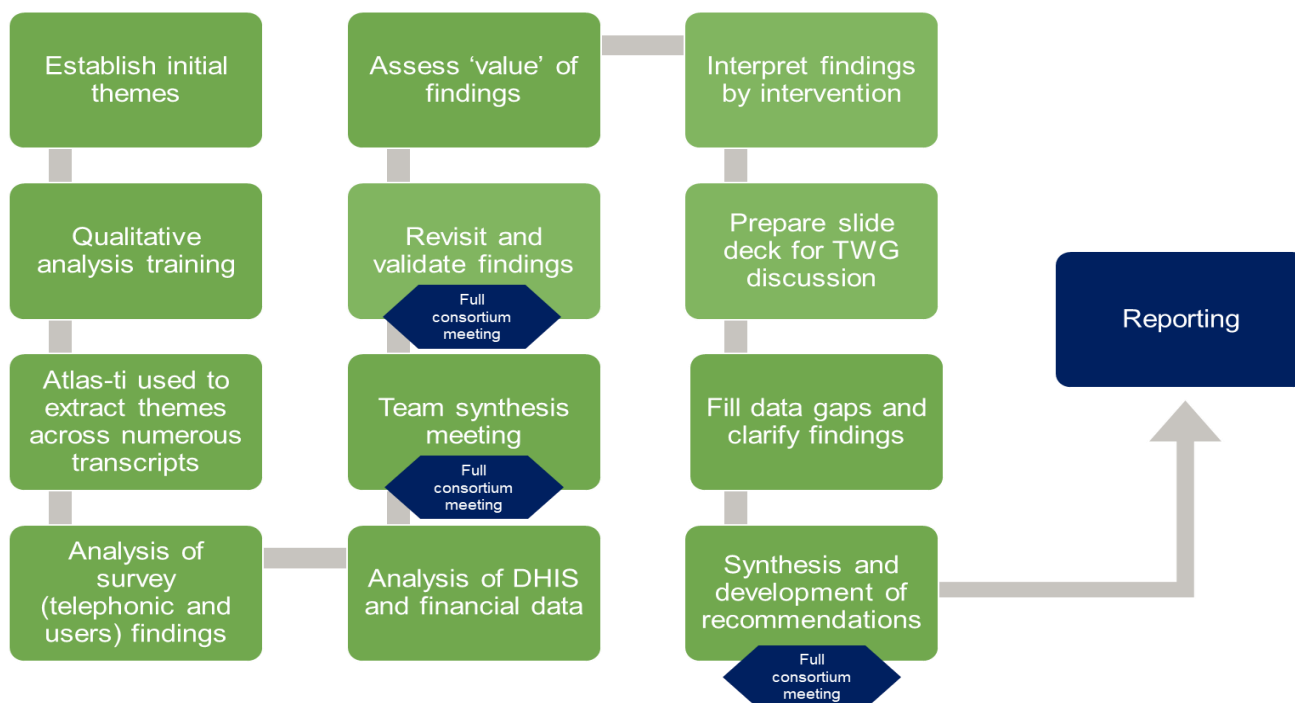 Establish initial
themes
Qualitative
analysis training
Atlas-ti used to
extract themes
across numerous
transcripts
Analysis of
survey
(telephonic and
users) findings
Analysis of DHIS
and financial data
Team synthesis
meeting
Full
consortium
meeting
Revisit and
validate findings
Full
consortium
meeting
Assess ‘value’ of
findings
Interpret findings
by intervention
Prepare slide
deck for TWG
discussion
Fill data gaps and
clarify findings
Synthesis and
development of
recommendations
Full
consortium
meeting
Reporting